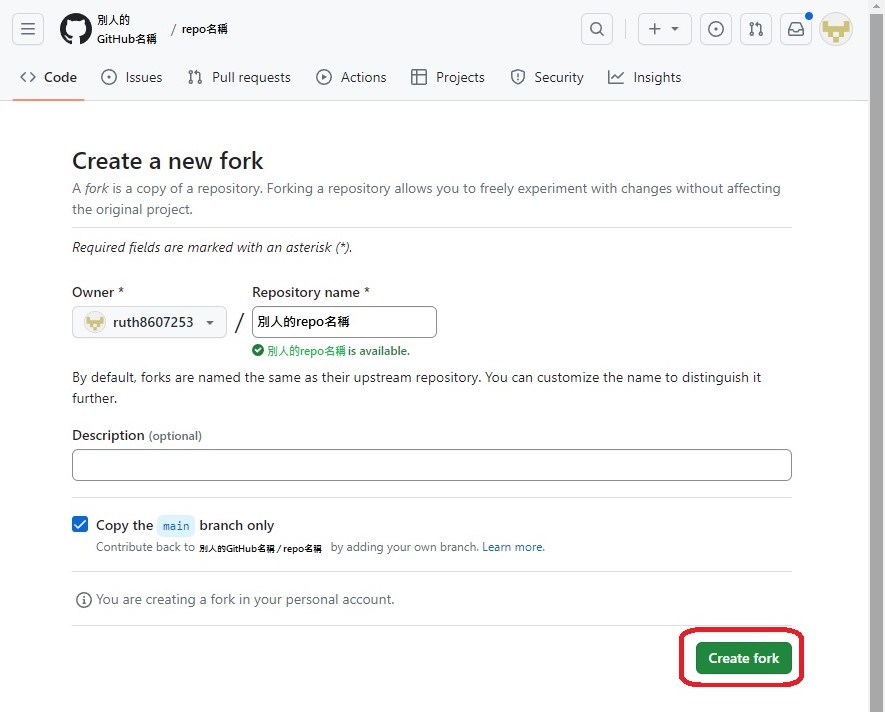 別人的
GitHub名稱 / repo名稱
Code Issues Pull requests Actions Projects Security Insights
Create a new fork
A fork is a copy of a repository. Forking a repository allows you to freely experiment with changes without affecting
the original project.
Required fields are marked with an asterisk (*).
Owner * Repository name *
ruth8607253 / 別人的repo名稱
別人的repo名稱 is available.
By default, forks are named the same as their upstream repository. You can customize the name to distinguish it
further.
Description (optional)
Copy the main branch only
Contribute back to 別人的GitHub名稱 / repo名稱 by adding your own branch. Learn more.
You are creating a fork in your personal account.
Create fork